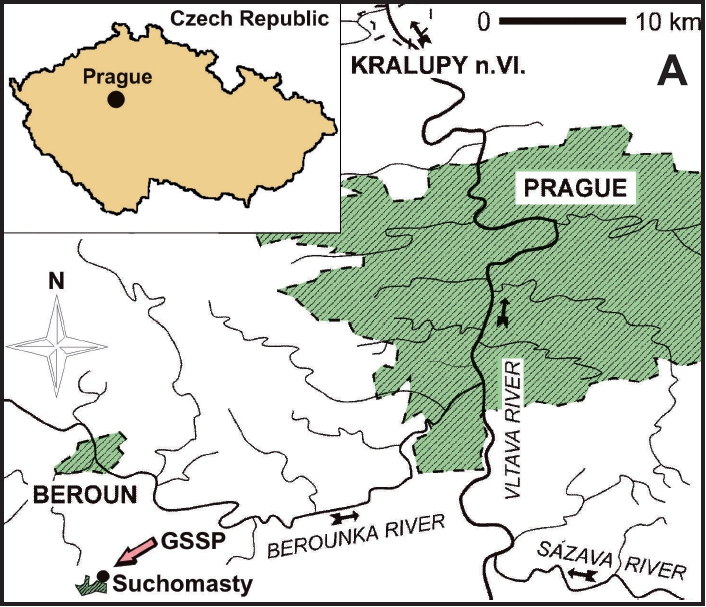 Czech Republic
Prague
0 10 km
KRALUPY n.Vl.
A
PRAGUE
N
VLTAVA RIVER
BEROUN
GSSP
BEROUNKA RIVER
SÁZAVA RIVER
Suchomasty